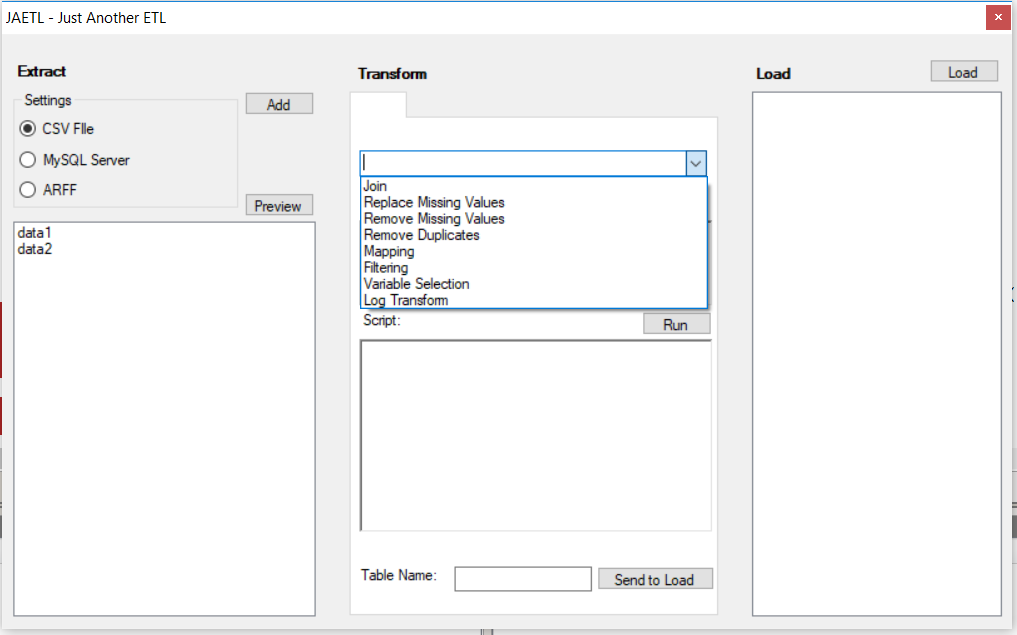 JAETL - Just Another ETL
Extract
Settings
Add
CSV FIle
MySQL Server
ARFF
Preview
data1
data2
Transform
Join
Replace Missing Values
Remove Missing Values
Remove Duplicates
Mapping
Filtering
Variable Selection
Log Transform
Script:
Run
Table Name:
Send to Load
Load
Load